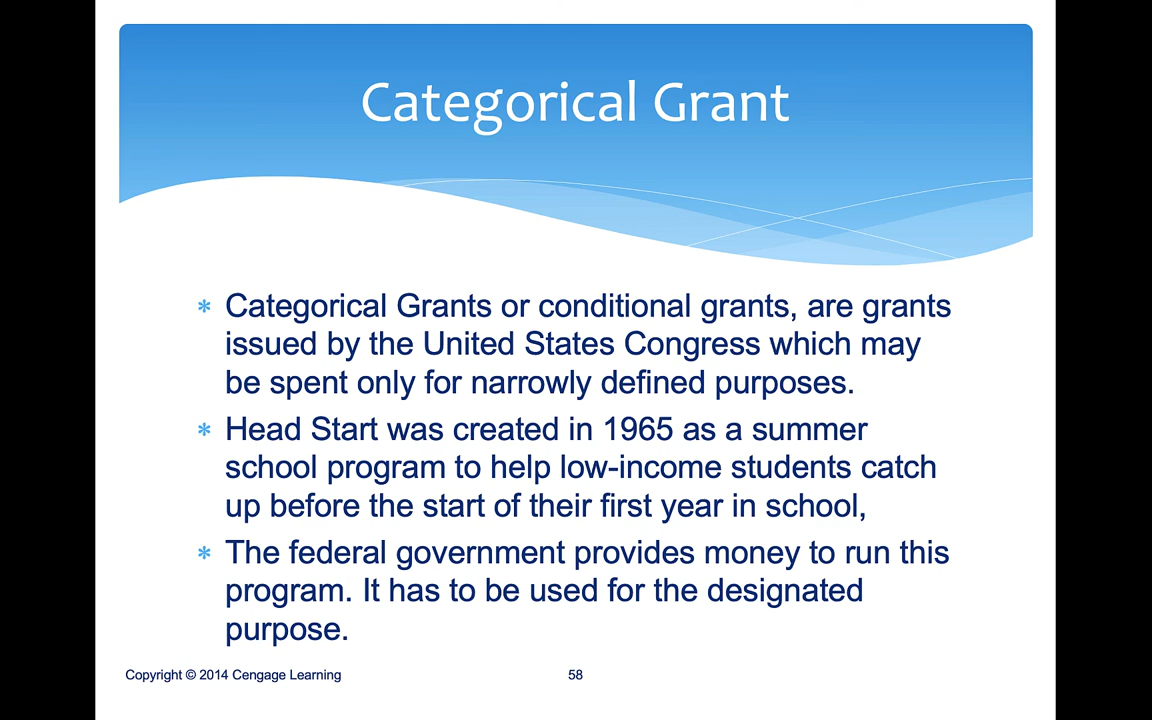 Categorical Grant
* Categorical Grants or conditional grants, are grants
issued by the United States Congress which may
be spent only for narrowly defined purposes.
* Head Start was created in 1965 as a summer
school program to help low-income students catch
up before the start of their first year in school,
* The federal government provides money to run this
program. It has to be used for the designated
purpose.
Copyright © 2014 Cengage Learning
58